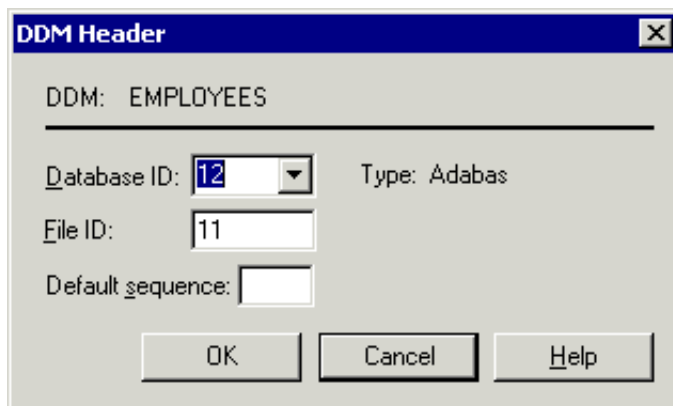 DDM Header
DDM: EMPLOYEES
Database ID: 12 Type: Adabas
File ID: 11
Default sequence:
OK Cancel Help